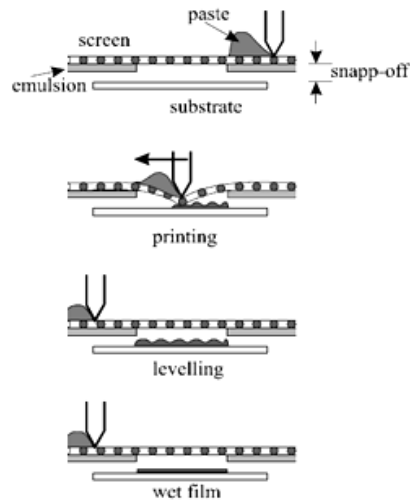 paste
screen
snapp-off
emulsion
substrate
printing
levelling
wet film